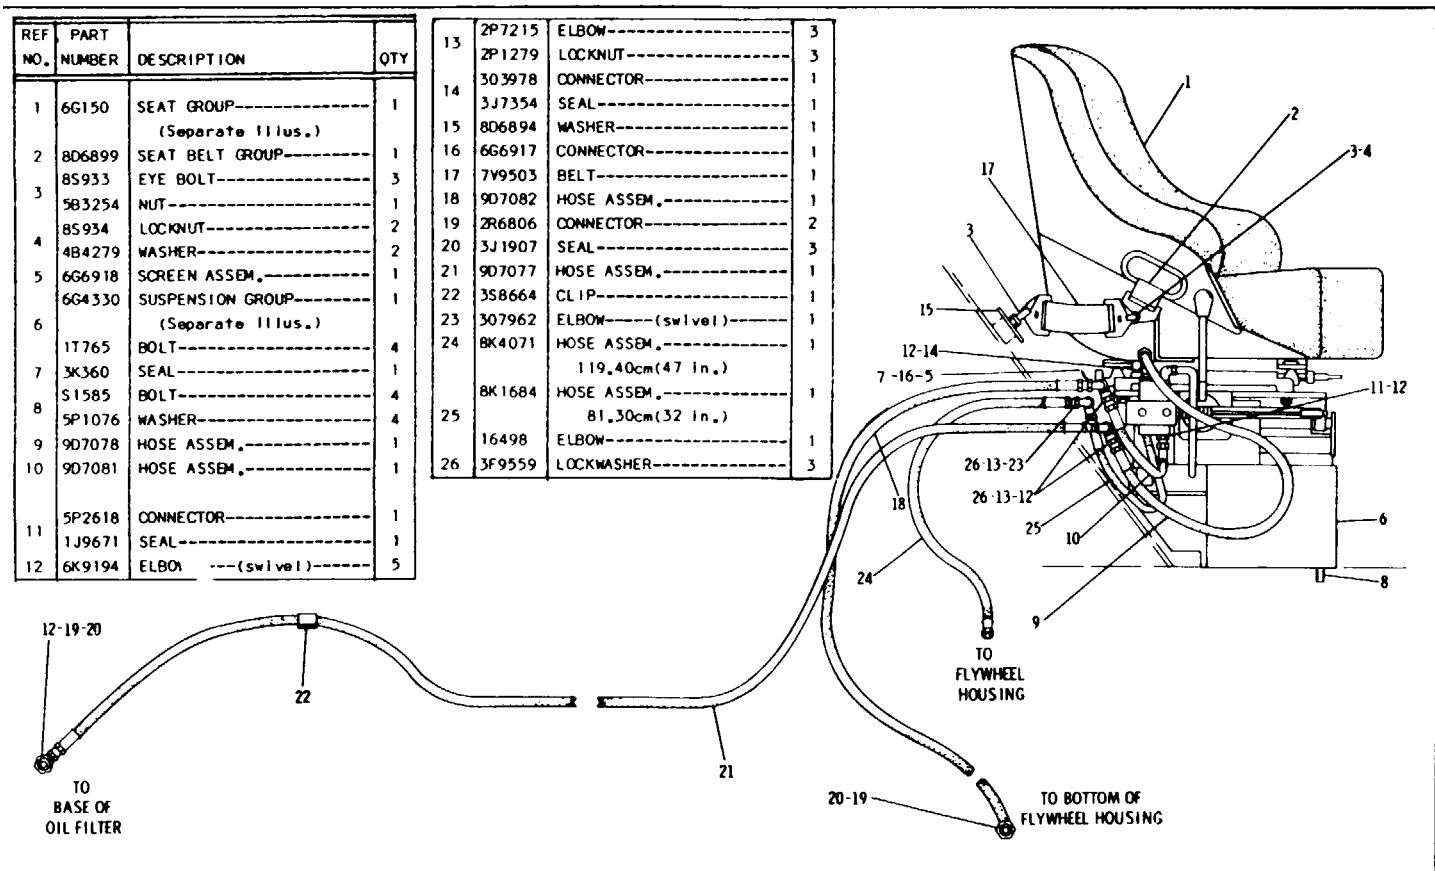 REF NO. PART NUMBER DESCRIPTION QTY
1 6G150 SEAT GROUP 1
(Separate Illus.)
2 8D6899 SEAT BELT GROUP 1
3 8S933 EYE BOLT 3
5B3254 NUT 1
4 8S934 LOCKNUT 2
4B4279 WASHER 2
5 6G6918 SCREEN ASSEM. 1
6 6G4330 SUSPENSION GROUP 1
(Separate Illus.)
1T765 BOLT 4
7 3K360 SEAL 1
8 S1585 BOLT 4
5P1076 WASHER 4
9 9D7078 HOSE ASSEM. 1
10 9D7081 HOSE ASSEM. 1
11 5P2618 CONNECTOR 1
1J9671 SEAL 1
12 6K9194 (swivel) 5
13 2P7215 ELBOW 3
2P1279 LOCKNUT 3
14 303978 CONNECTOR 1
3J7354 SEAL 1
15 8D6894 WASHER 1
16 6G6917 CONNECTOR 1
17 7V9503 BELT 1
18 9D7082 HOSE ASSEM. 1
19 2R6806 CONNECTOR 2
20 3J1907 SEAL 3
21 9D7077 HOSE ASSEM. 1
22 3S8664 CLIP 1
23 307962 ELBOW (swivel) 1
24 8K4071 HOSE ASSEM. 1
119.40cm(47 in.)
25 8K1684 HOSE ASSEM. 1
81.30cm(32 in.)
16498 ELBOW 1
26 3F9559 LOCKWASHER 3
1
2
3-4
17
3
15
12-14
7-16-5
11-12
26-13-23
26-13-12
18
25
10
6
24
8
9
12-19-20
22
TO
FLYWHEEL
HOUSING
21
TO
BASE OF
OIL FILTER
20-19
TO BOTTOM OF
FLYWHEEL HOUSING